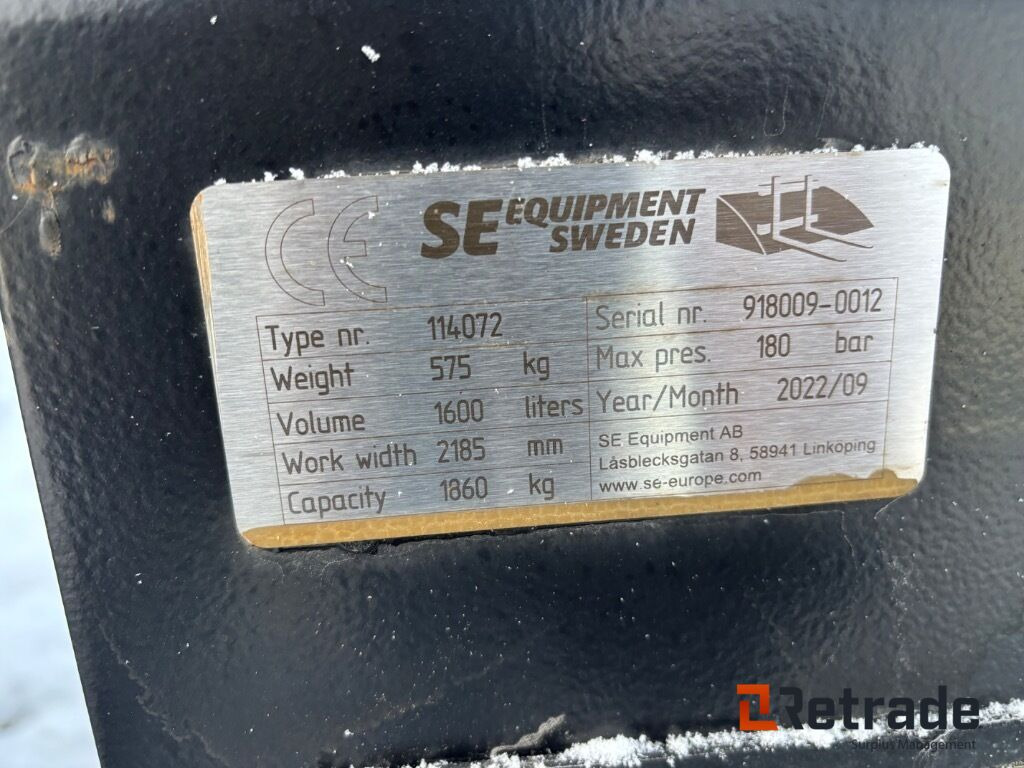 CE
SE EQUIPMENT
SWEDEN
Type nr. 114072
Weight 575 kg
Volume 1600 liters
Work width 2185 mm
Capacity 1860 kg
Serial nr. 918009-0012
Max pres. 180 bar
Year/Month 2022/09
SE Equipment AB
Låsblecksgatan 8, 58941 Linköping
www.se-europe.com
Retrade
Surplus Management